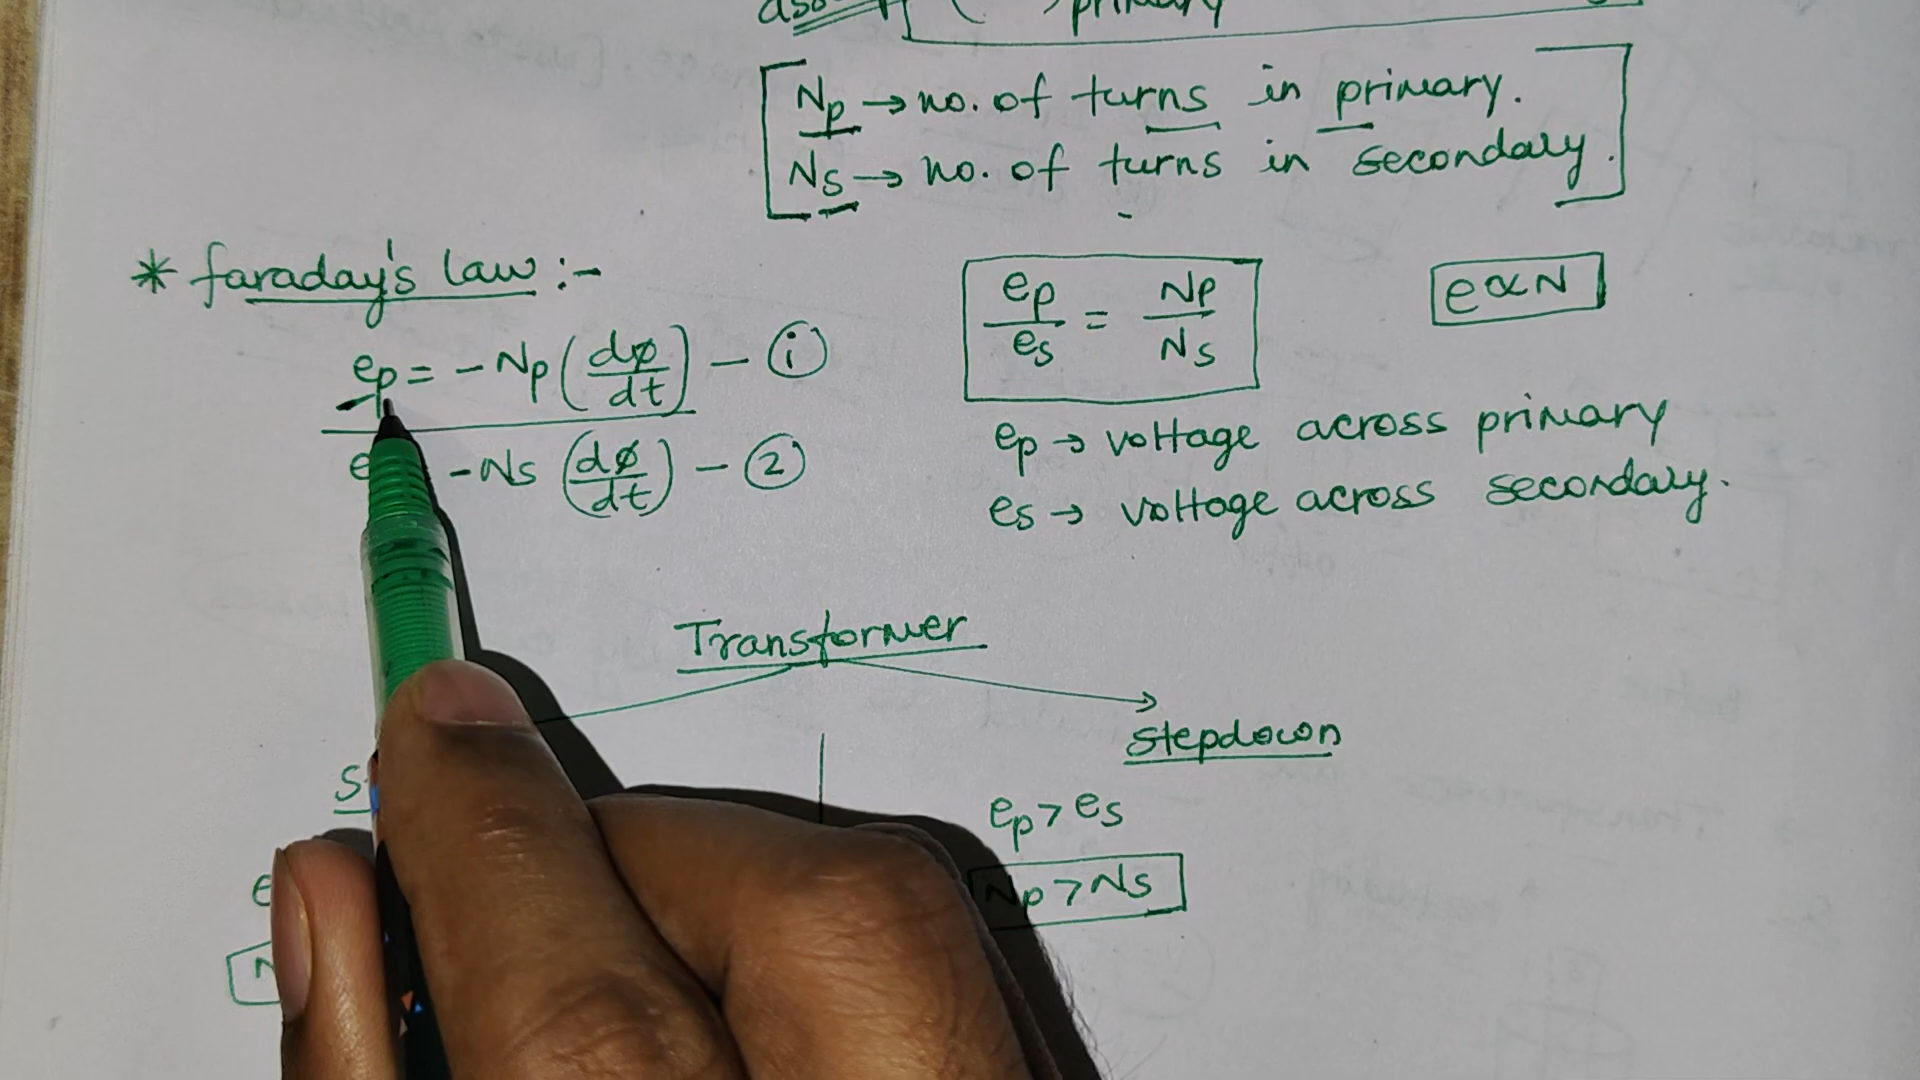 primary
Np → no. of turns in primary.
Ns → no. of turns in secondary.
* faraday's law :-
ep = - Np (dφ/dt) - ①
- Ns (dφ/dt) - ②
ep/es = Np/Ns
e ∝ N
ep → voltage across primary
es → voltage across secondary.
Transformer
stepdown
ep > es
Np > Ns